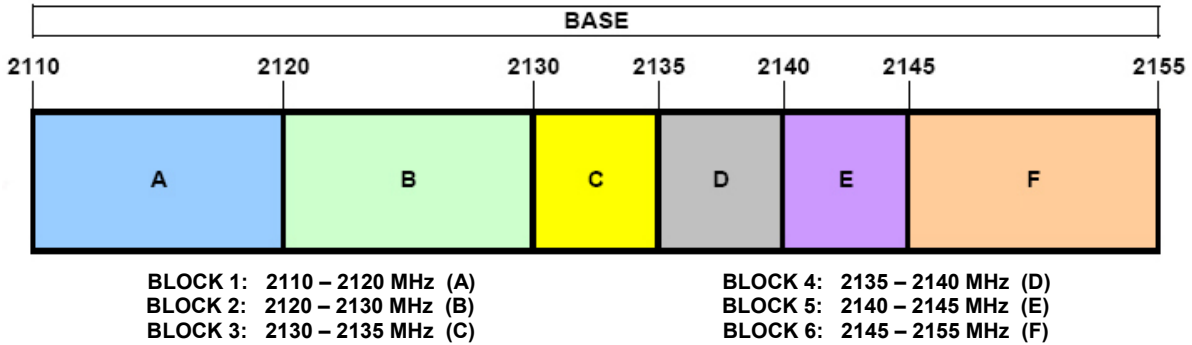 BASE
2110 2120 2130 2135 2140 2145 2155
A B C D E F
BLOCK 1: 2110 – 2120 MHz (A)
BLOCK 2: 2120 – 2130 MHz (B)
BLOCK 3: 2130 – 2135 MHz (C)
BLOCK 4: 2135 – 2140 MHz (D)
BLOCK 5: 2140 – 2145 MHz (E)
BLOCK 6: 2145 – 2155 MHz (F)